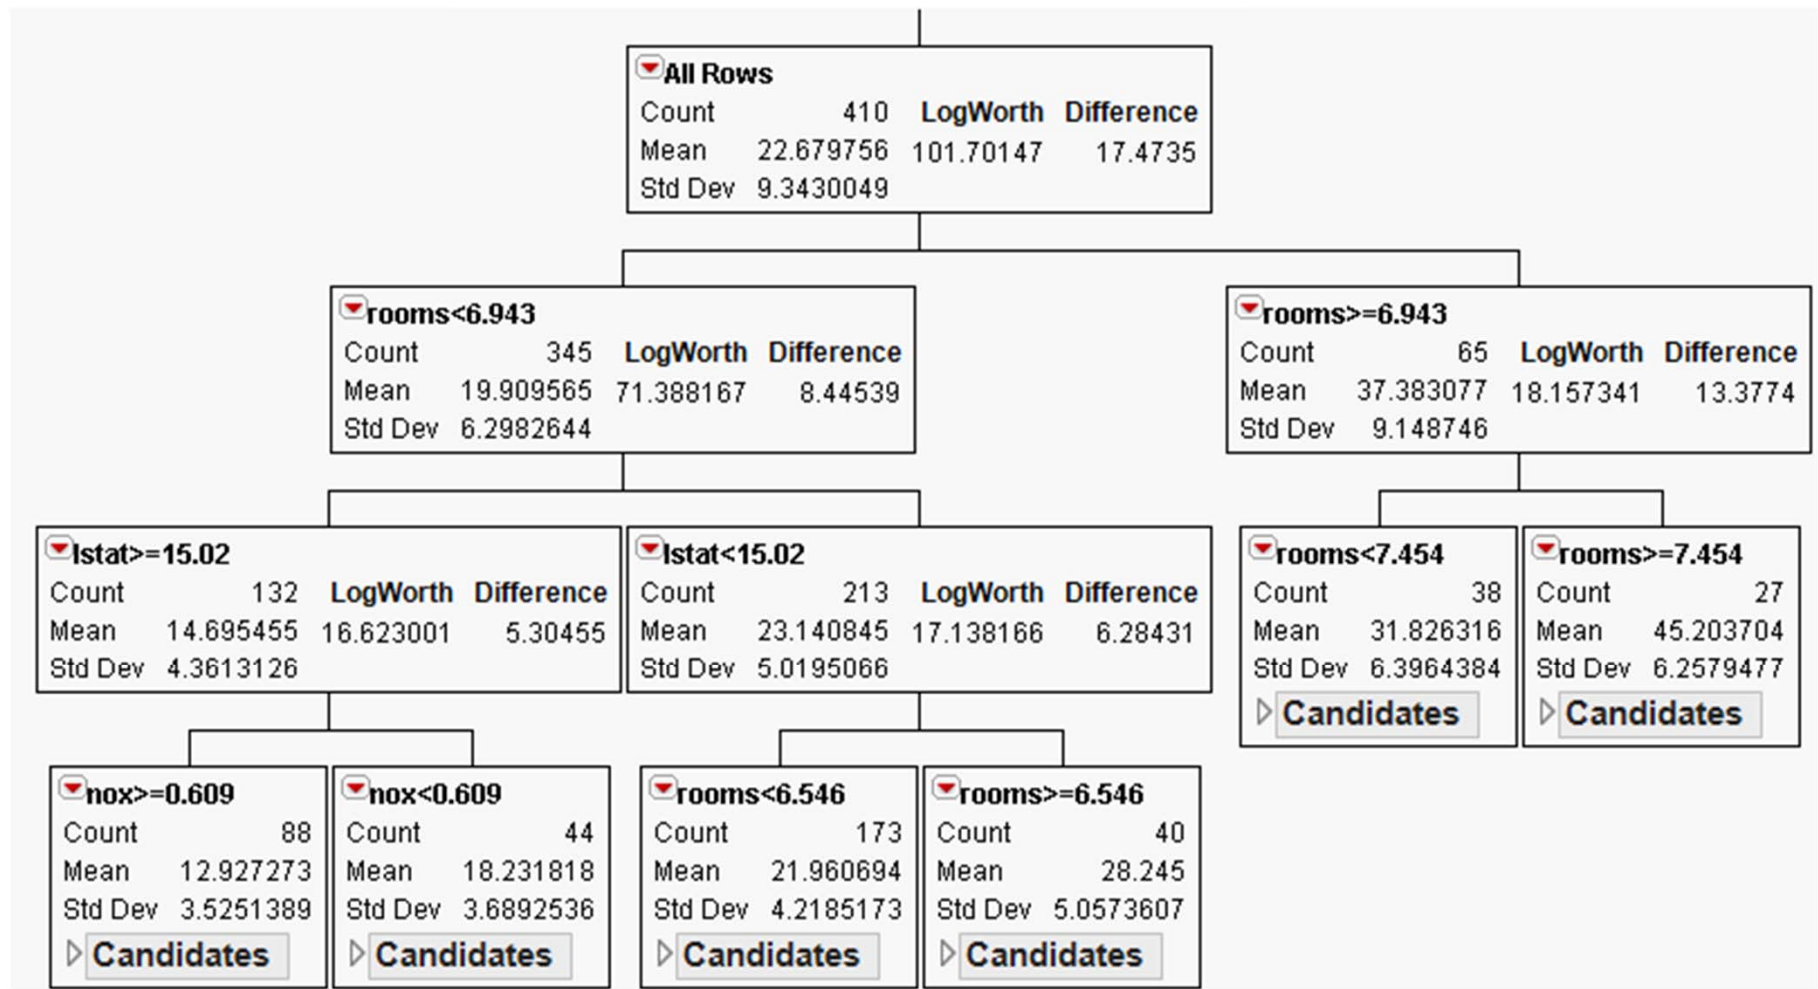 All Rows
Count 410 LogWorth Difference
Mean 22.679756 101.70147 17.4735
Std Dev 9.3430049
rooms<6.943
Count 345 LogWorth Difference
Mean 19.909565 71.388167 8.44539
Std Dev 6.2982644
rooms>=6.943
Count 65 LogWorth Difference
Mean 37.383077 18.157341 13.3774
Std Dev 9.148746
lstat>=15.02
Count 132 LogWorth Difference
Mean 14.695455 16.623001 5.30455
Std Dev 4.3613126
lstat<15.02
Count 213 LogWorth Difference
Mean 23.140845 17.138166 6.28431
Std Dev 5.0195066
rooms<7.454
Count 38
Mean 31.826316
Std Dev 6.3964384
Candidates
rooms>=7.454
Count 27
Mean 45.203704
Std Dev 6.2579477
Candidates
nox>=0.609
Count 88
Mean 12.927273
Std Dev 3.5251389
Candidates
nox<0.609
Count 44
Mean 18.231818
Std Dev 3.6892536
Candidates
rooms<6.546
Count 173
Mean 21.960694
Std Dev 4.2185173
Candidates
rooms>=6.546
Count 40
Mean 28.245
Std Dev 5.0573607
Candidates